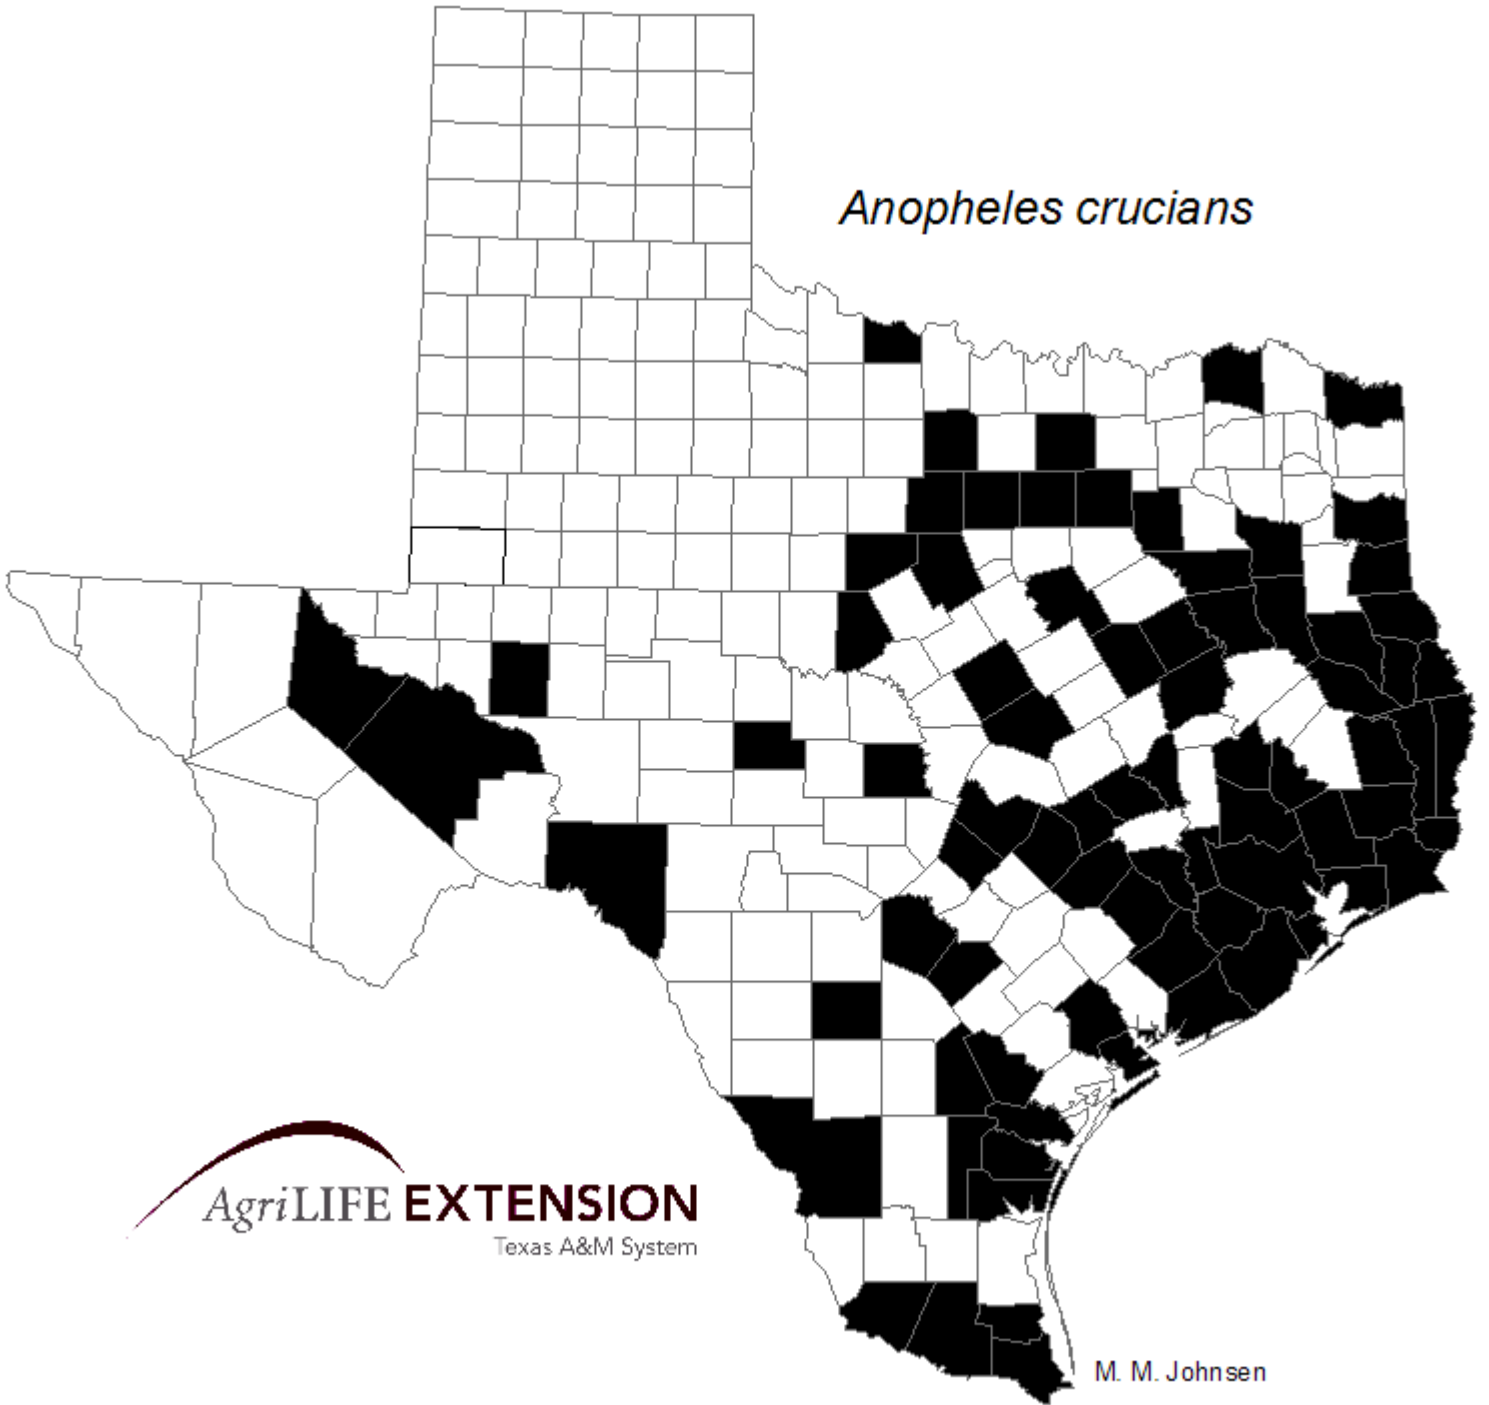 Anopheles crucians
AgriLIFE EXTENSION
Texas A&M System
M. M. Johnsen